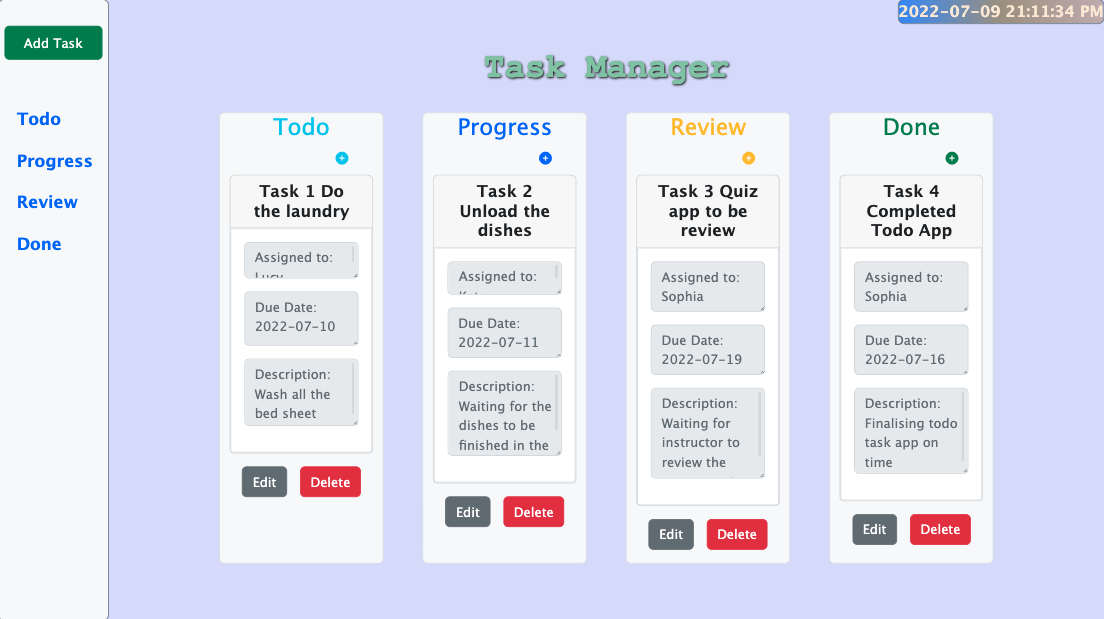 2022-07-09 21:11:34 PM
Add Task
Todo
Progress
Review
Done
Task Manager
Todo
Task 1 Do
the laundry
Assigned to:
Lucy
Due Date:
2022-07-10
Description:
Wash all the
bed sheet
Edit Delete
Progress
Task 2
Unload the
dishes
Assigned to:
Due Date:
2022-07-11
Description:
Waiting for the
dishes to be
finished in the
Edit Delete
Review
Task 3 Quiz
app to be
review
Assigned to:
Sophia
Due Date:
2022-07-19
Description:
Waiting for
instructor to
review the
Edit Delete
Done
Task 4
Completed
Todo App
Assigned to:
Sophia
Due Date:
2022-07-16
Description:
Finalising todo
task app on
time
Edit Delete